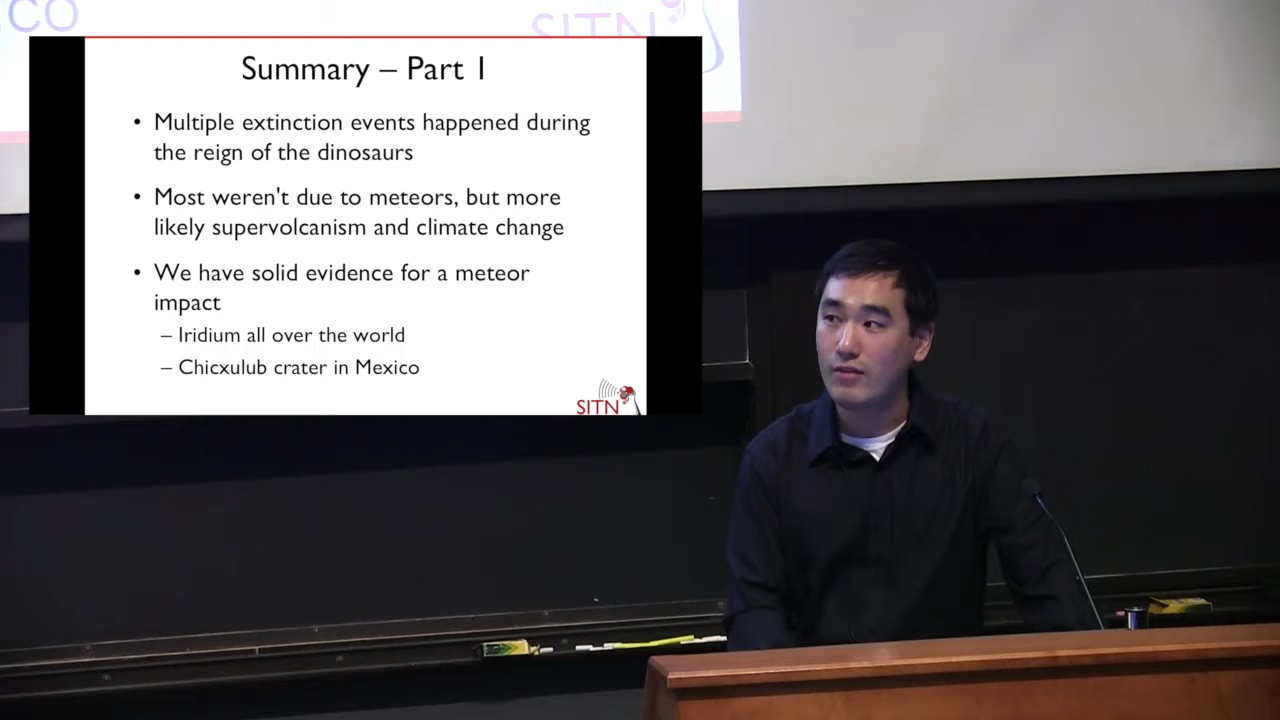 CO
SITN
Summary – Part 1
• Multiple extinction events happened during
the reign of the dinosaurs
• Most weren't due to meteors, but more
likely supervolcanism and climate change
• We have solid evidence for a meteor
impact
– Iridium all over the world
– Chicxulub crater in Mexico
SITN